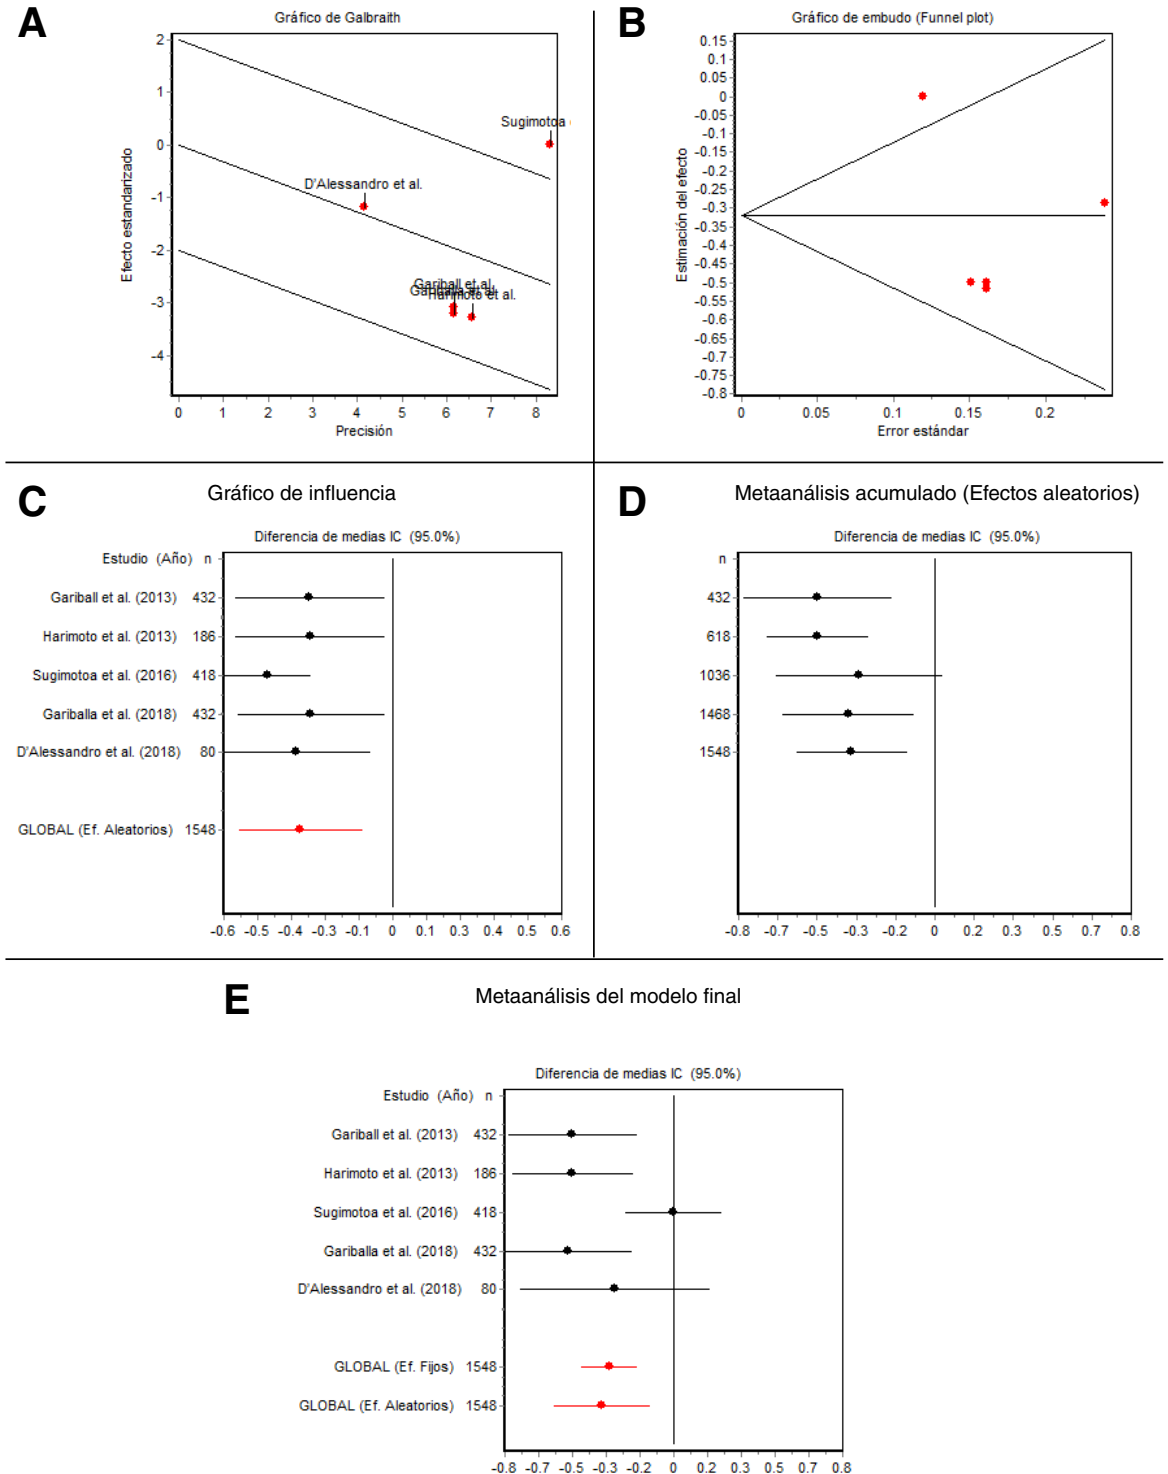 A
Gráfico de Galbraith
Efecto estandarizado
2
1
0
-1
-2
-3
-4
Sugimotoa
D'Alessandro et al.
Gariball et al.
Harimoto et al.
0 1 2 3 4 5 6 7 8
Precisión
B
Gráfico de embudo (Funnel plot)
Estimación del efecto
0.15
0.1
0.05
0
-0.05
-0.1
-0.15
-0.2
-0.25
-0.3
-0.35
-0.4
-0.45
-0.5
-0.55
-0.6
-0.65
-0.7
-0.75
-0.8
0 0.05 0.1 0.15 0.2
Error estándar
C
Gráfico de influencia
Diferencia de medias IC (95.0%)
Estudio (Año) n
Gariball et al. (2013) 432
Harimoto et al. (2013) 186
Sugimotoa et al. (2016) 418
Gariballa et al. (2018) 432
D'Alessandro et al. (2018) 80
GLOBAL (Ef. Aleatorios) 1548
-0.6 -0.5 -0.4 -0.3 -0.1 0 0.1 0.3 0.4 0.5 0.6
D
Metaanálisis acumulado (Efectos aleatorios)
Diferencia de medias IC (95.0%)
n
432
618
1036
1468
1548
-0.8 -0.7 -0.5 -0.3 -0.2 0 0.2 0.3 0.5 0.7 0.8
E
Metaanálisis del modelo final
Diferencia de medias IC (95.0%)
Estudio (Año) n
Gariball et al. (2013) 432
Harimoto et al. (2013) 186
Sugimotoa et al. (2016) 418
Gariballa et al. (2018) 432
D'Alessandro et al. (2018) 80
GLOBAL (Ef. Fijos) 1548
GLOBAL (Ef. Aleatorios) 1548
-0.8 -0.7 -0.5 -0.3 -0.2 0 0.2 0.3 0.5 0.7 0.8